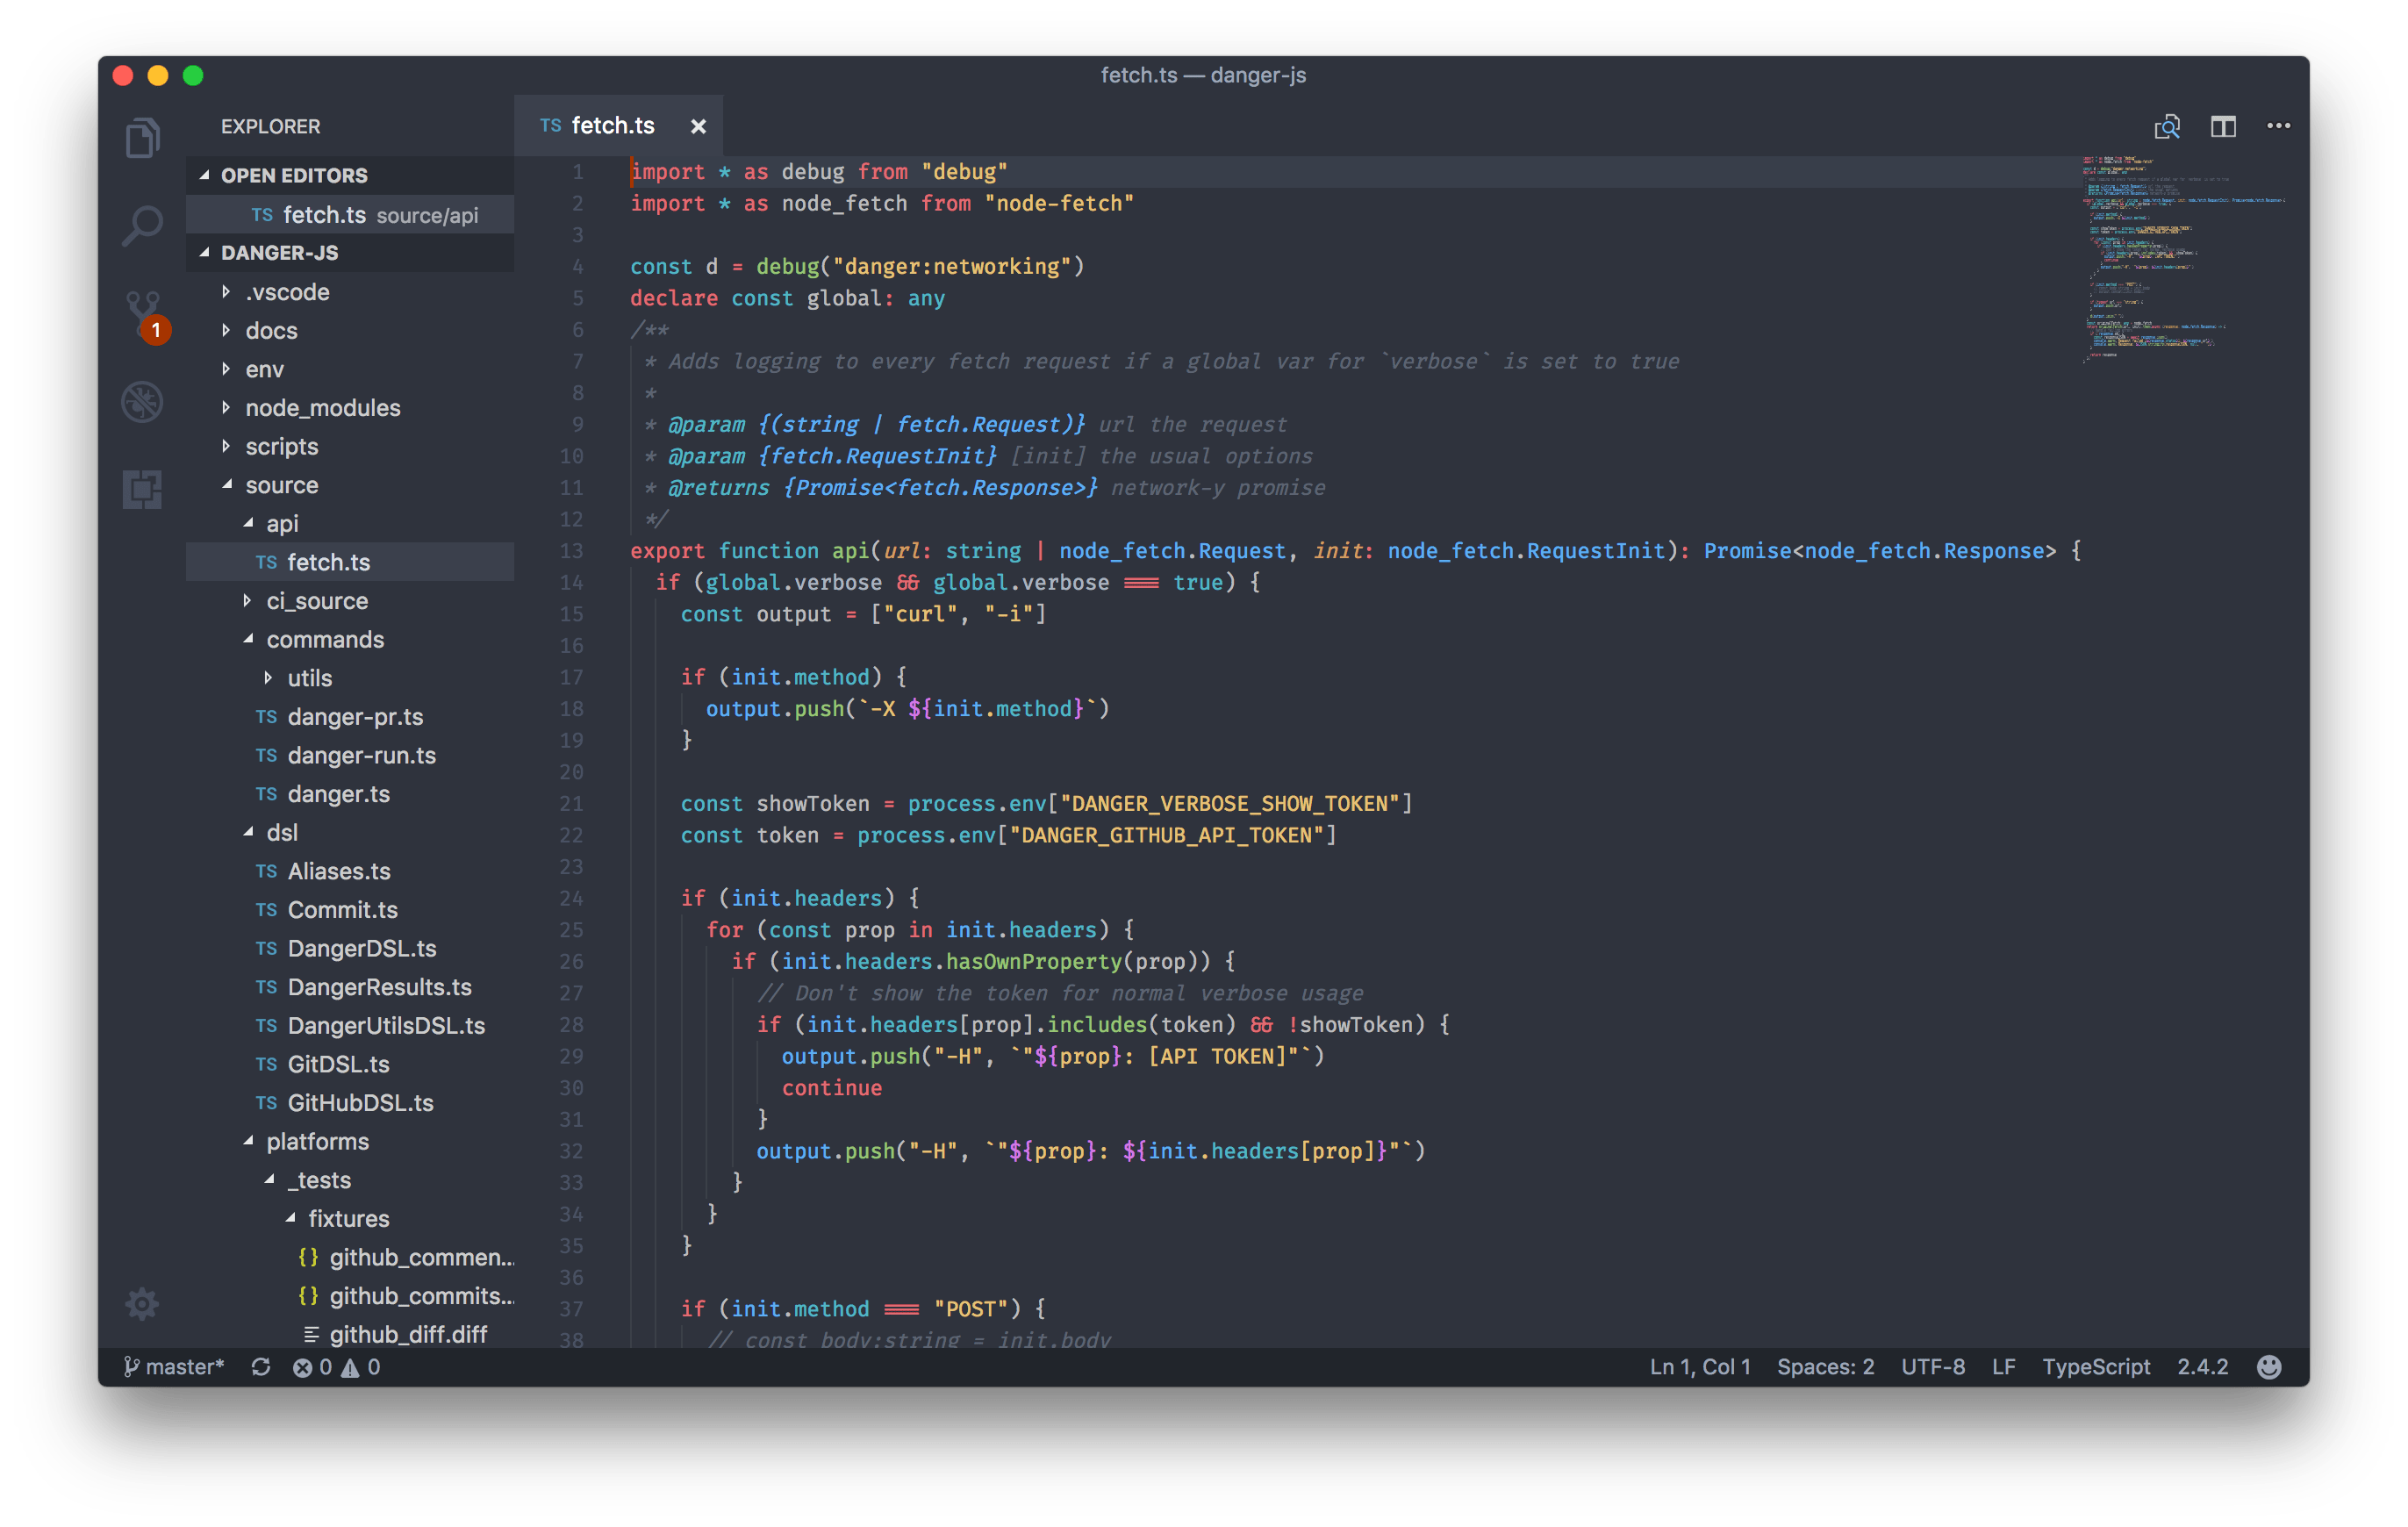 fetch.ts — danger-js
EXPLORER
OPEN EDITORS
TS fetch.ts source/api
DANGER-JS
.vscode
docs
env
node_modules
scripts
source
api
TS fetch.ts
ci_source
commands
utils
TS danger-pr.ts
TS danger-run.ts
TS danger.ts
dsl
TS Aliases.ts
TS Commit.ts
TS DangerDSL.ts
TS DangerResults.ts
TS DangerUtilsDSL.ts
TS GitDSL.ts
TS GitHubDSL.ts
platforms
_tests
fixtures
{} github_commen...
{} github_commits...
github_diff.diff
1
TS fetch.ts ×
1 import * as debug from "debug"
2 import * as node_fetch from "node-fetch"
3
4 const d = debug("danger:networking")
5 declare const global: any
6 /**
7  * Adds logging to every fetch request if a global var for `verbose` is set to true
8  *
9  * @param {(string | fetch.Request)} url the request
10  * @param {fetch.RequestInit} [init] the usual options
11  * @returns {Promise<fetch.Response>} network-y promise
12  */
13 export function api(url: string | node_fetch.Request, init: node_fetch.RequestInit): Promise<node_fetch.Response> {
14   if (global.verbose && global.verbose === true) {
15     const output = ["curl", "-i"]
16
17     if (init.method) {
18       output.push(`-X ${init.method}`)
19     }
20
21     const showToken = process.env["DANGER_VERBOSE_SHOW_TOKEN"]
22     const token = process.env["DANGER_GITHUB_API_TOKEN"]
23
24     if (init.headers) {
25       for (const prop in init.headers) {
26         if (init.headers.hasOwnProperty(prop)) {
27           // Don't show the token for normal verbose usage
28           if (init.headers[prop].includes(token) && !showToken) {
29             output.push("-H", `"${prop}: [API TOKEN]"`)
30             continue
31           }
32           output.push("-H", `"${prop}: ${init.headers[prop]}"`)
33         }
34       }
35     }
36
37     if (init.method === "POST") {
38       // const body:string = init.body
master* 0 0
Ln 1, Col 1 Spaces: 2 UTF-8 LF TypeScript 2.4.2